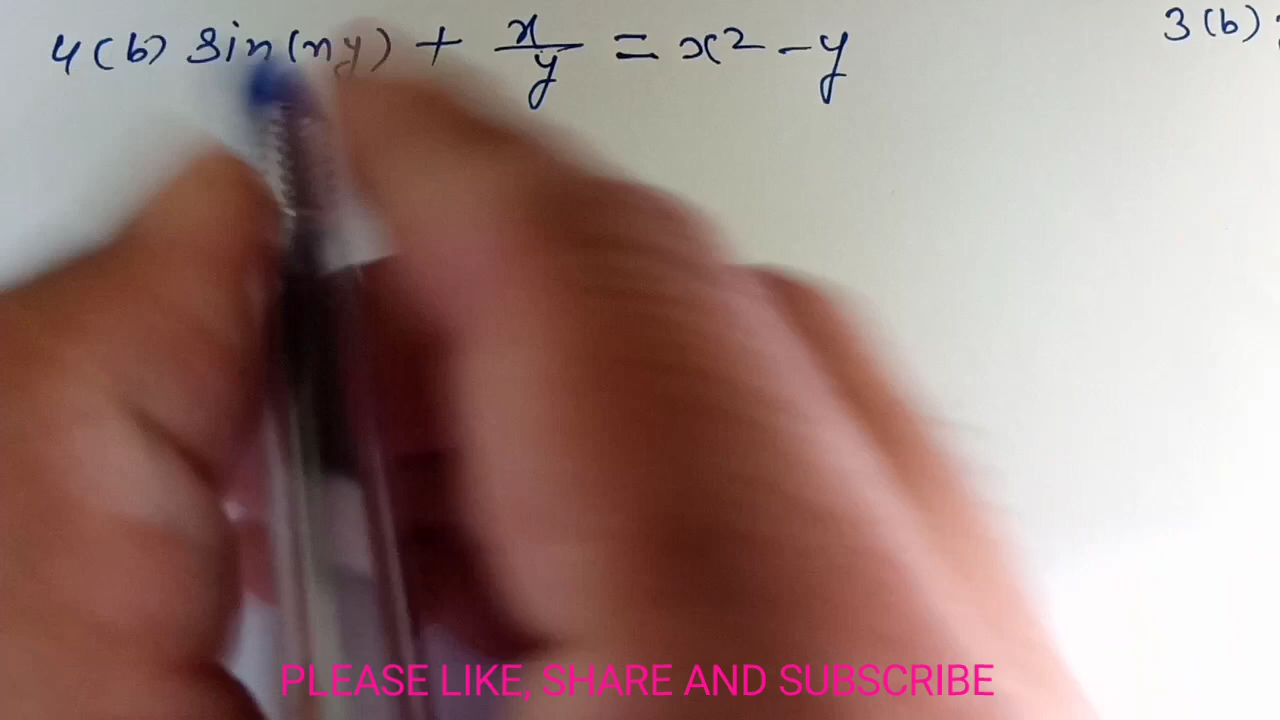 4(b) sin(xy) + x/y = x² - y
3(b)
PLEASE LIKE, SHARE AND SUBSCRIBE